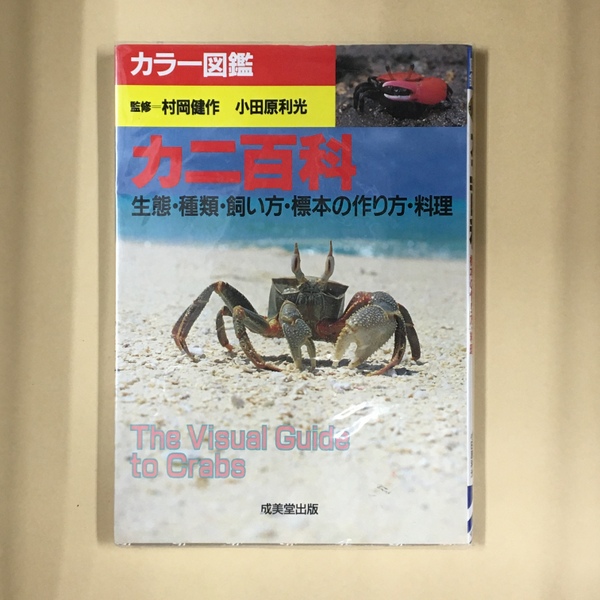 カラー図鑑
監修=村岡健作 小田原利光
カニ百科
生態・種類・飼い方・標本の作り方・料理
The Visual Guide
to Crabs
成美堂出版